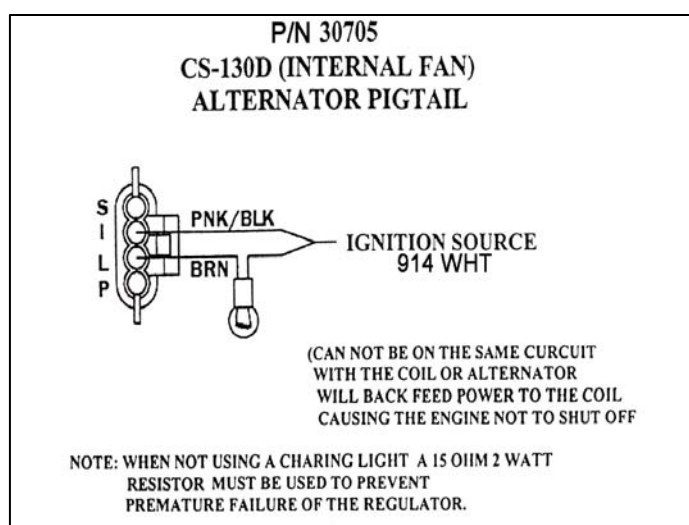 P/N 30705
CS-130D (INTERNAL FAN)
ALTERNATOR PIGTAIL
S
I
L
P
PNK/BLK
BRN
IGNITION SOURCE
914 WHT
(CAN NOT BE ON THE SAME CURCUIT
WITH THE COIL OR ALTERNATOR
WILL BACK FEED POWER TO THE COIL
CAUSING THE ENGINE NOT TO SHUT OFF
NOTE: WHEN NOT USING A CHARING LIGHT A 15 OHM 2 WATT
RESISTOR MUST BE USED TO PREVENT
PREMATURE FAILURE OF THE REGULATOR.